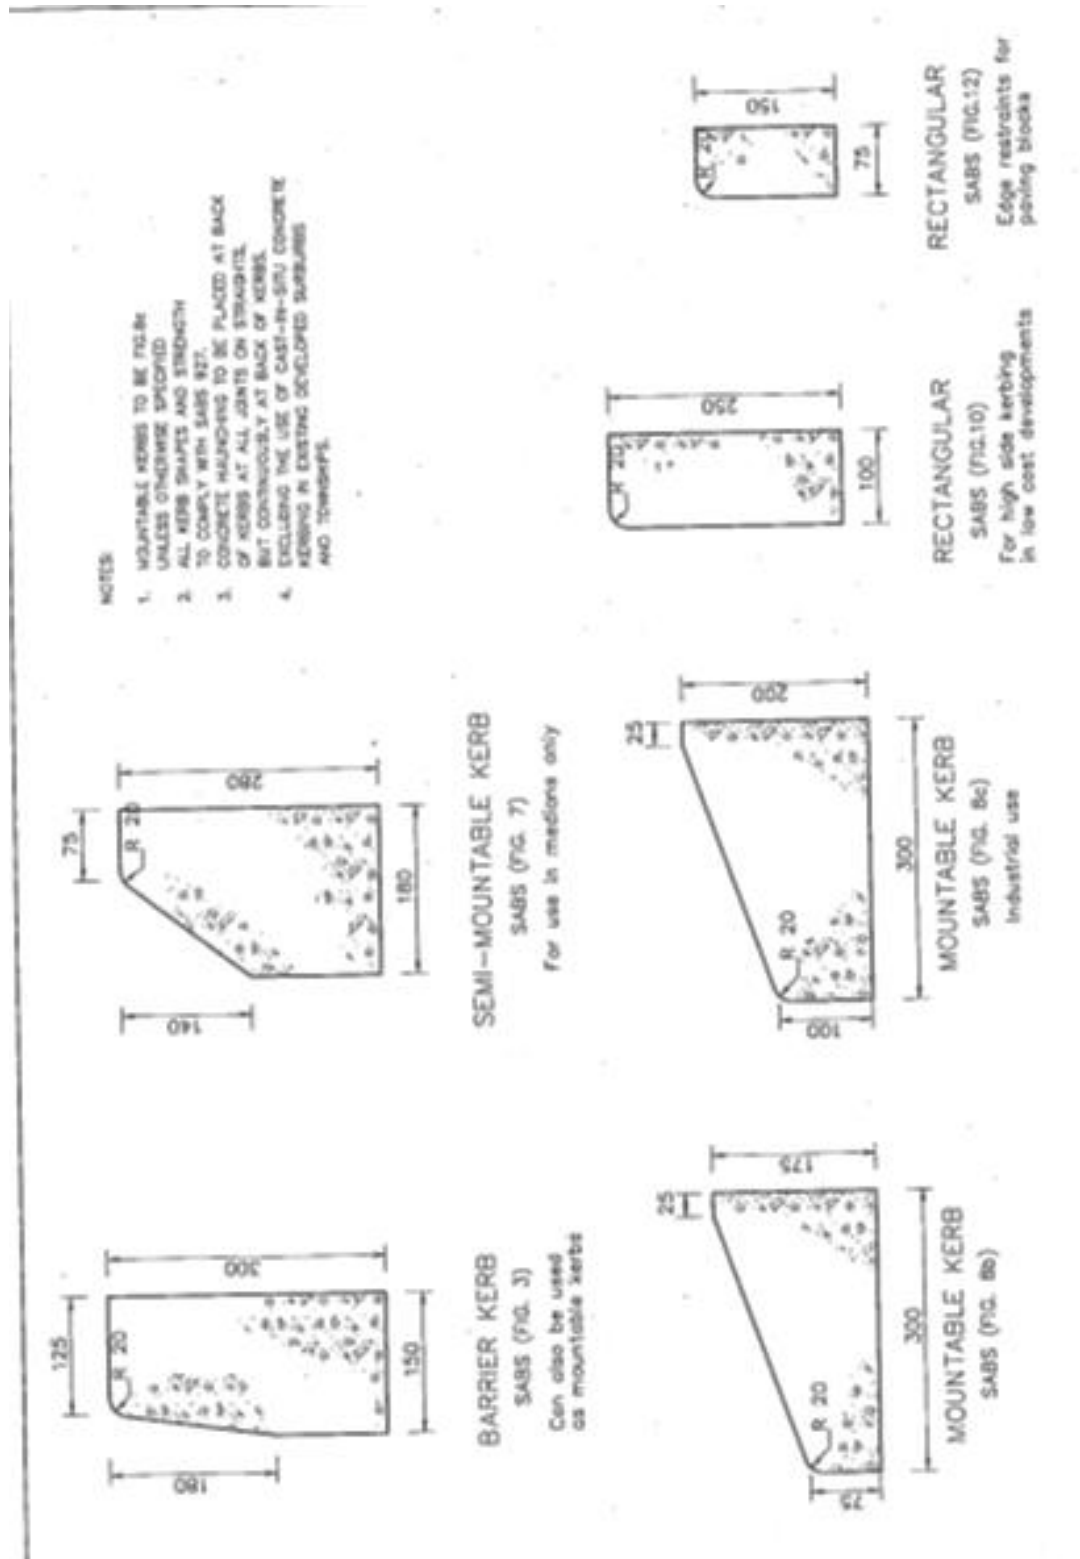 125
R 20
300
180
150
BARRIER KERB
SABS (FIG. 3)
Can also be used
as mountable kerbs
75
R 20
280
140
180
SEMI-MOUNTABLE KERB
SABS (FIG. 7)
For use in medians only
NOTES:
1. MOUNTABLE KERBS TO BE FIG.8c
UNLESS OTHERWISE SPECIFIED
2. ALL KERB SHAPES AND STRENGTH
TO COMPLY WITH SABS 927.
3. CONCRETE HAUNCHING TO BE PLACED AT BACK
OF KERBS AT ALL JOINTS ON STRAIGHTS,
BUT CONTINUOUSLY AT BACK OF KERBS.
4. EXCLUDING THE USE OF CAST-IN-SITU CONCRETE
KERBING IN EXISTING DEVELOPED SURBURBS
AND TOWNSHIPS.
25
R 20
175
75
300
MOUNTABLE KERB
SABS (FIG. 8b)
25
R 20
200
100
300
MOUNTABLE KERB
SABS (FIG. 8c)
Industrial use
R 20
250
100
RECTANGULAR
SABS (FIG.10)
For high side kerbing
in low cost developments
R 20
150
75
RECTANGULAR
SABS (FIG.12)
Edge restraints for
paving blocks